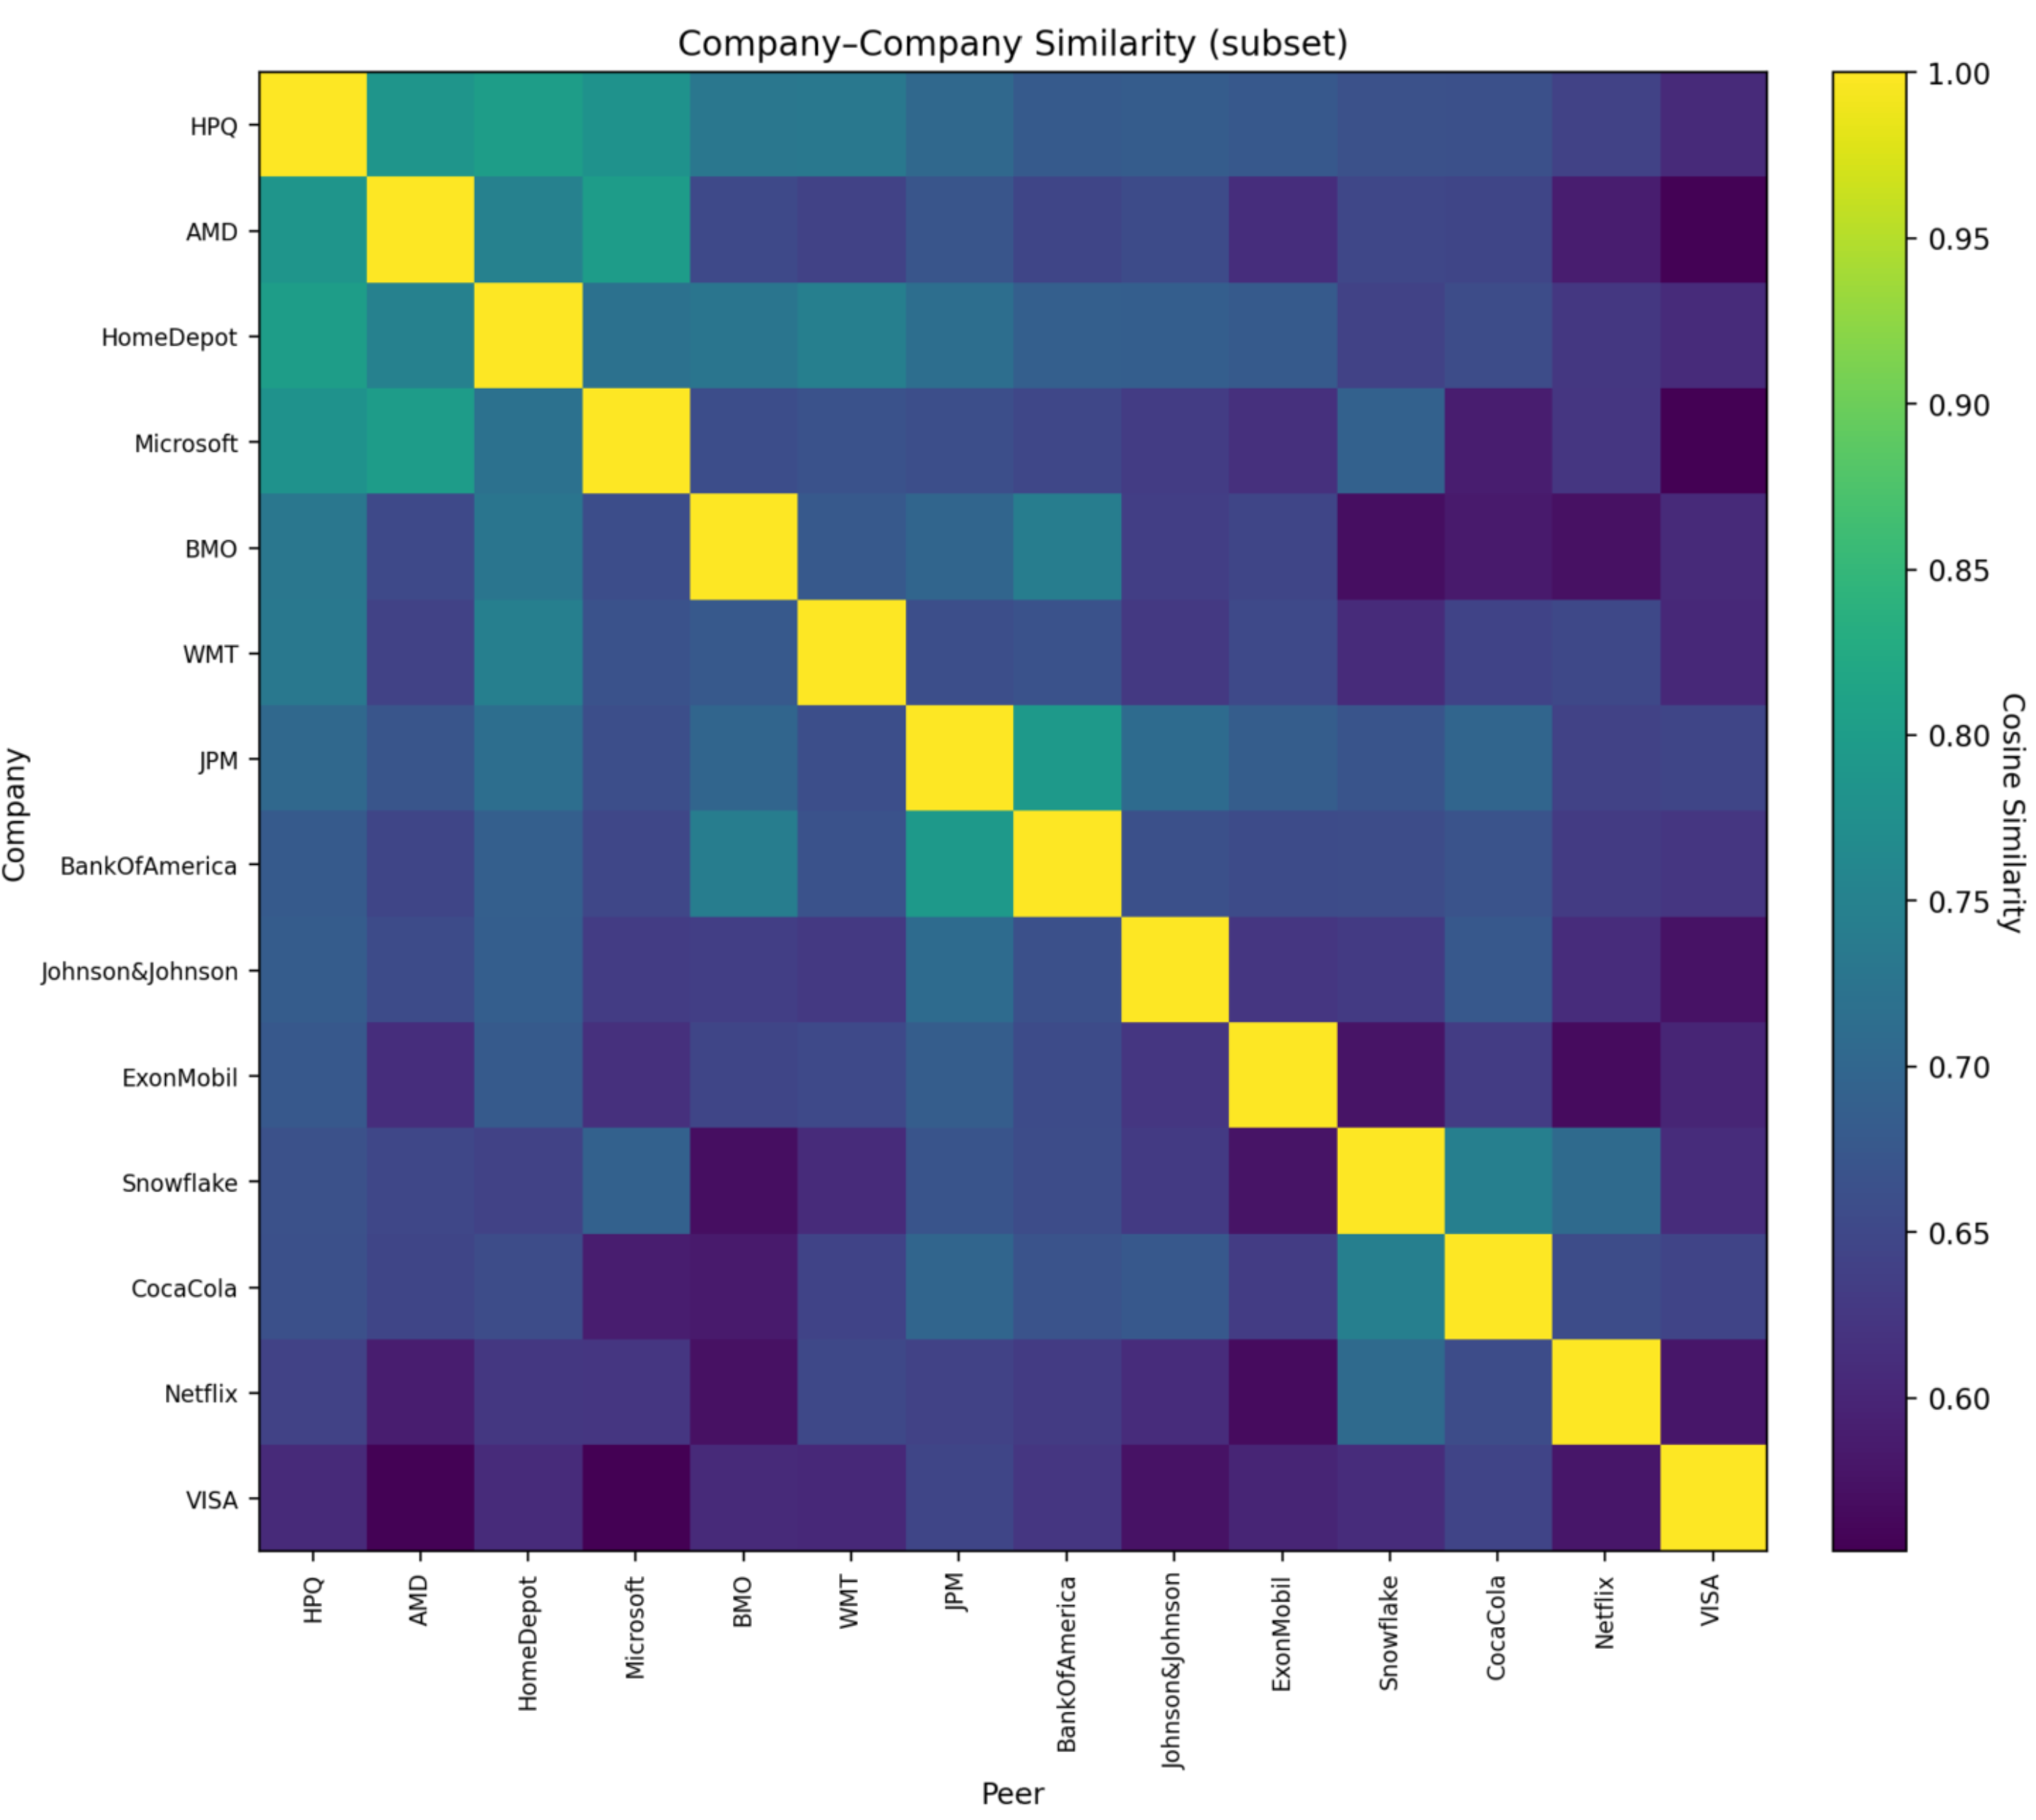 Company–Company Similarity (subset)
Company
HPQ
AMD
HomeDepot
Microsoft
BMO
WMT
JPM
BankOfAmerica
Johnson&Johnson
ExonMobil
Snowflake
CocaCola
Netflix
VISA
HPQ
AMD
HomeDepot
Microsoft
BMO
WMT
JPM
BankOfAmerica
Johnson&Johnson
ExonMobil
Snowflake
CocaCola
Netflix
VISA
Peer
1.00
0.95
0.90
0.85
0.80
0.75
0.70
0.65
0.60
Cosine Similarity